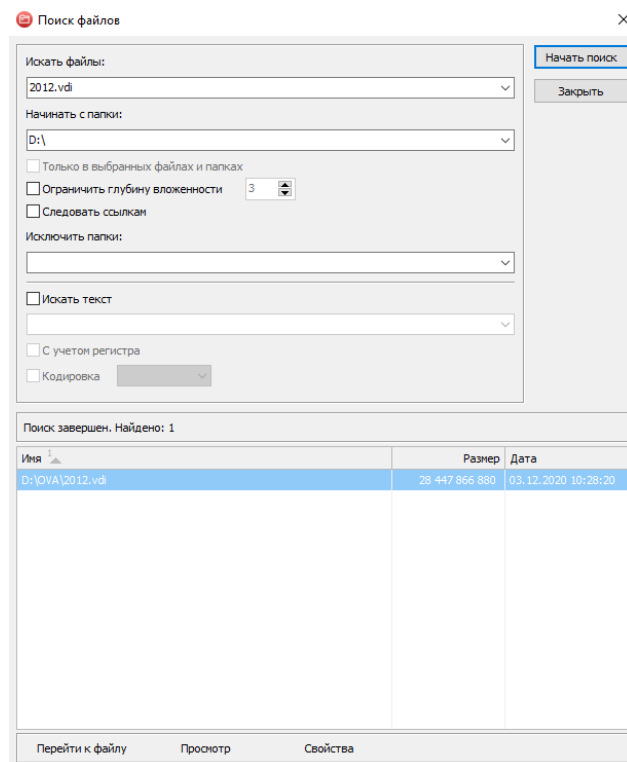 Поиск файлов
Искать файлы:
Начать поиск
2012.vdi
Закрыть
Начинать с папки:
D:\
Только в выбранных файлах и папках
Ограничить глубину вложенности 3
Следовать ссылкам
Исключить папки:
Искать текст
С учетом регистра
Кодировка
Поиск завершен. Найдено: 1
Имя 1 Размер Дата
D:\OVA\2012.vdi 28 447 866 880 03.12.2020 10:28:20
Перейти к файлу Просмотр Свойства